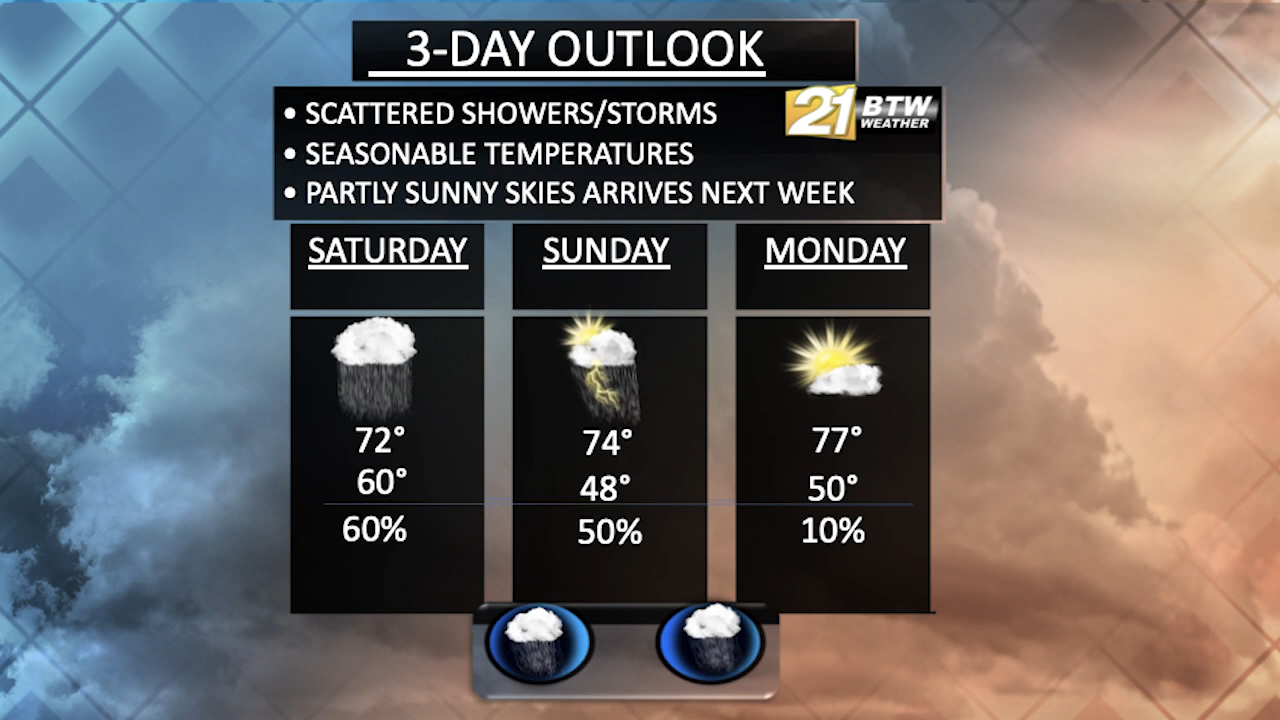 3-DAY OUTLOOK
• SCATTERED SHOWERS/STORMS
• SEASONABLE TEMPERATURES
• PARTLY SUNNY SKIES ARRIVES NEXT WEEK
21 BTW
WEATHER
SATURDAY SUNDAY MONDAY
72° 74° 77°
60° 48° 50°
60% 50% 10%